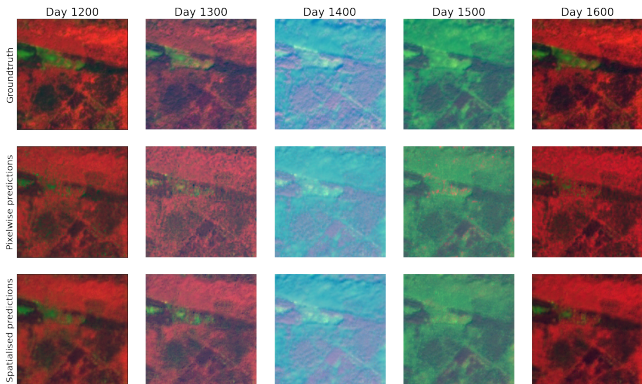 Day 1200 Day 1300 Day 1400 Day 1500 Day 1600
Groundtruth
Pixelwise predictions
Spatialised predictions